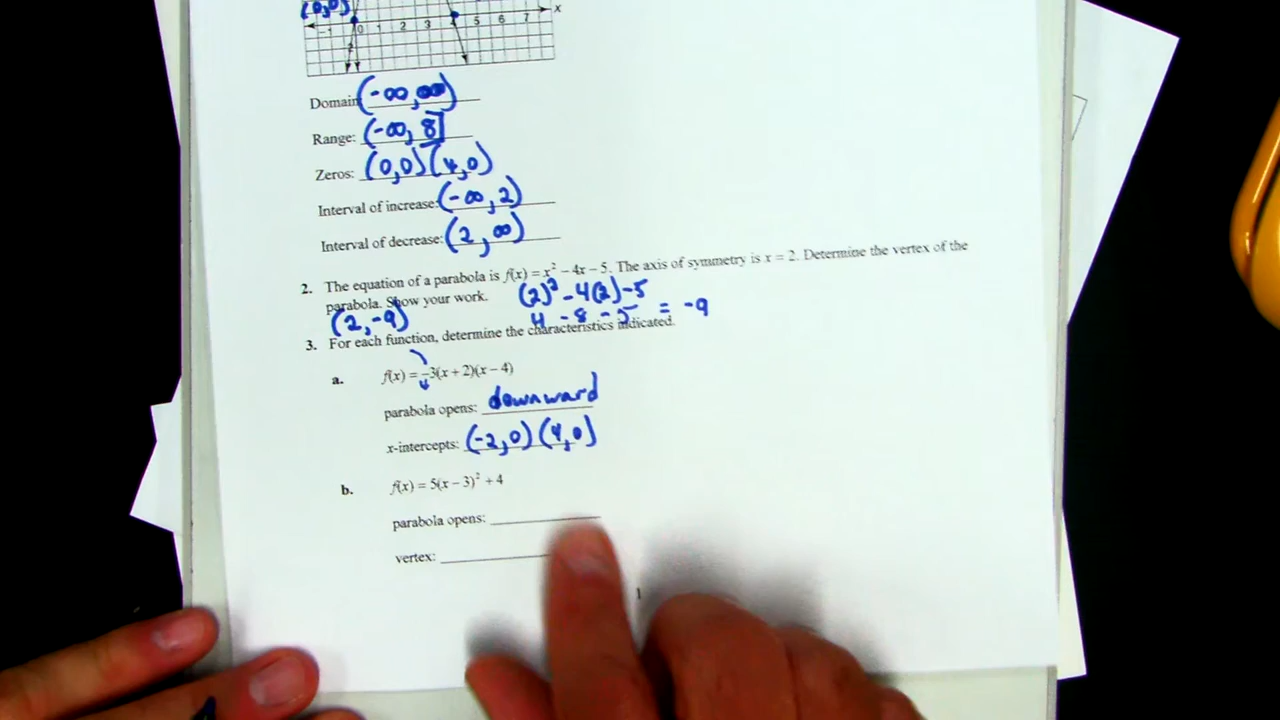 (0,0)
-1 0 1 2 3 4 5 6 7 x
Domain: (-∞, ∞)
Range: (-∞, 8]
Zeros: (0,0) (4,0)
Interval of increase: (-∞, 2)
Interval of decrease: (2, ∞)
2. The equation of a parabola is f(x) = x² − 4x − 5. The axis of symmetry is x = 2. Determine the vertex of the
parabola. Show your work. (2)² - 4(2) - 5
(2, -9) 4 - 8 - 5 = -9
3. For each function, determine the characteristics indicated.
a. f(x) = −3(x + 2)(x − 4)
parabola opens: downward
x-intercepts: (-2,0) (4,0)
b. f(x) = 5(x − 3)² + 4
parabola opens:
vertex:
1